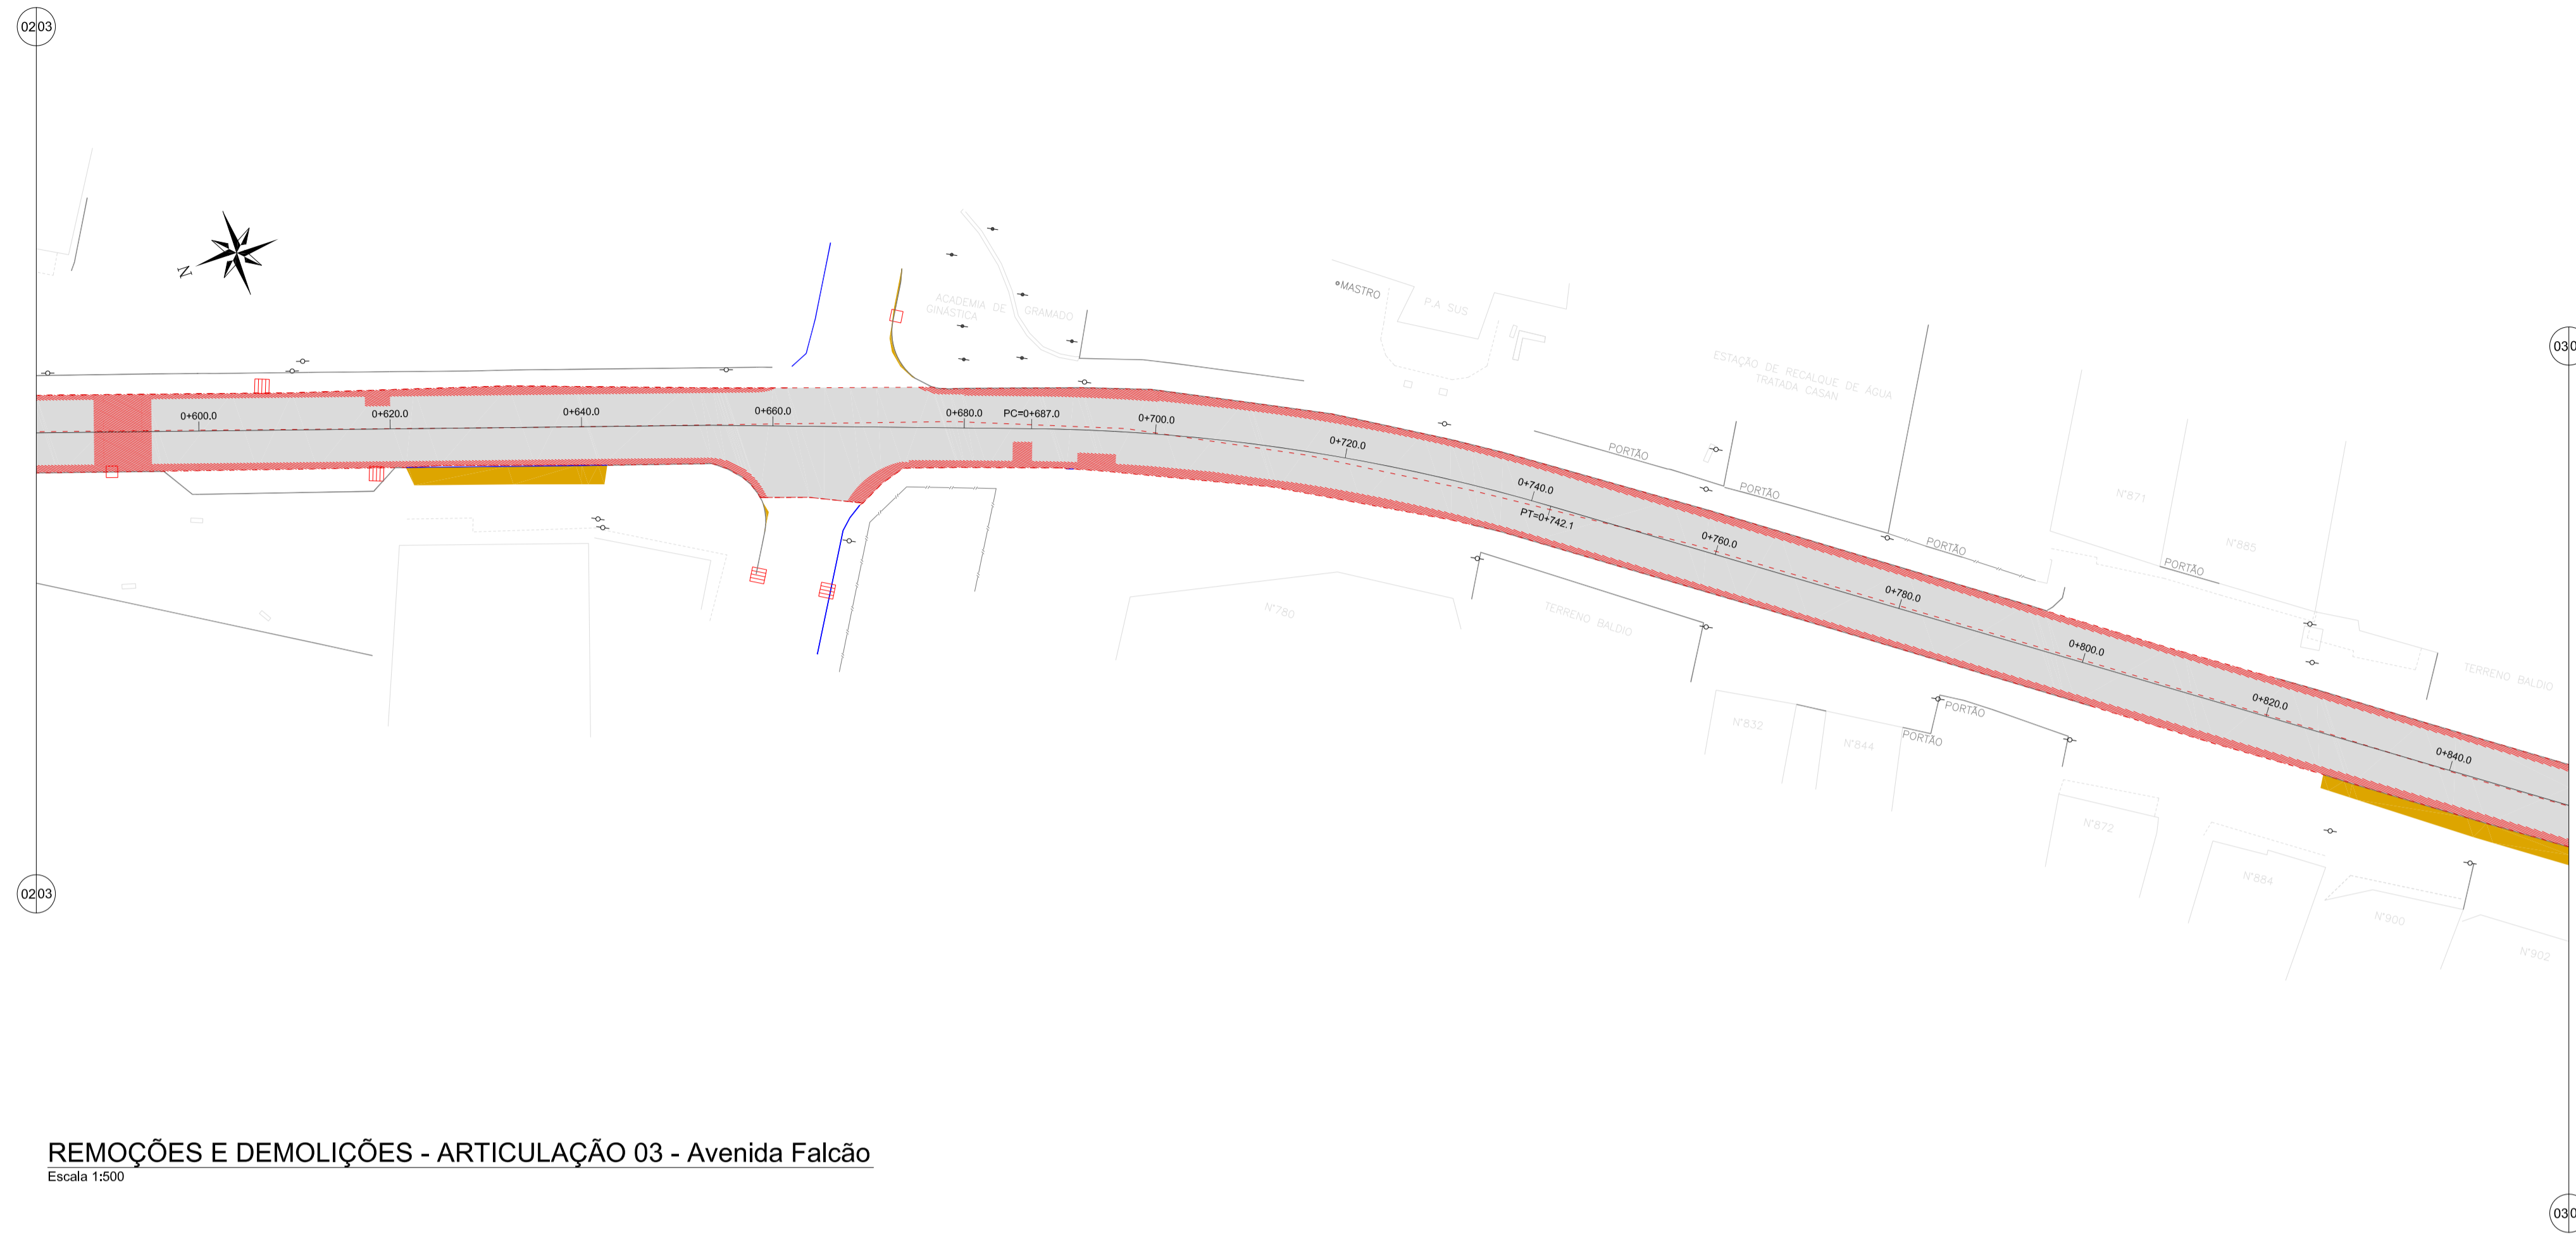 02 03
N
ACADEMIA DE GINÁSTICA
GRAMADO
MASTRO
P.A SUS
ESTAÇÃO DE RECALQUE DE ÁGUA
TRATADA CASAN
03 0
0+600.0
0+620.0
0+640.0
0+660.0
0+680.0
PC=0+687.0
0+700.0
0+720.0
0+740.0
PT=0+742.1
0+760.0
0+780.0
0+800.0
0+820.0
0+840.0
PORTÃO
PORTÃO
PORTÃO
PORTÃO
N°871
N°885
TERRENO BALDIO
N°780
TERRENO BALDIO
N°832
N°844
PORTÃO
PORTÃO
N°872
N°884
N°900
N°902
02 03
REMOÇÕES E DEMOLIÇÕES - ARTICULAÇÃO 03 - Avenida Falcão
Escala 1:500
03 0